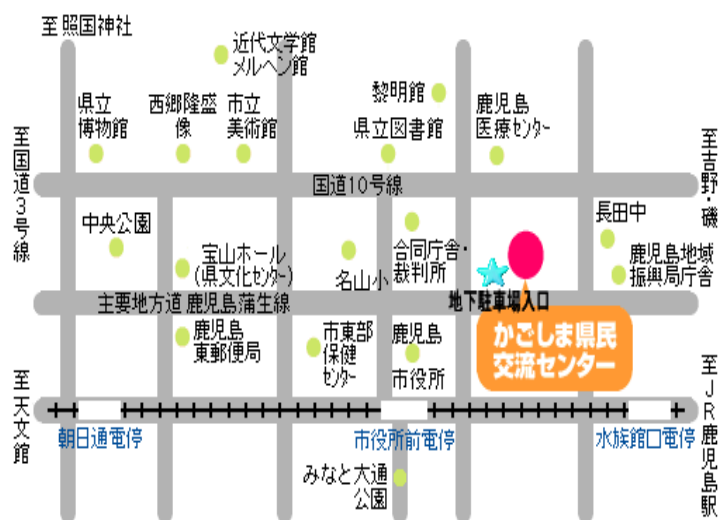 至 照国神社
近代文学館
メルヘン館
県立
博物館
西郷隆盛
像
市立
美術館
黎明館
県立図書館
鹿児島
医療センター
至国道3号線
至吉野・磯
国道10号線
中央公園
宝山ホール
(県文化センター)
名山小
合同庁舎・
裁判所
長田中
鹿児島地域
振興局庁舎
地下駐車場入口
主要地方道 鹿児島蒲生線
かごしま県民
交流センター
鹿児島
東郵便局
市東部
保健
センター
鹿児島
市役所
至天文館
至JR鹿児島駅
朝日通電停
市役所前電停
水族館口電停
みなと大通
公園